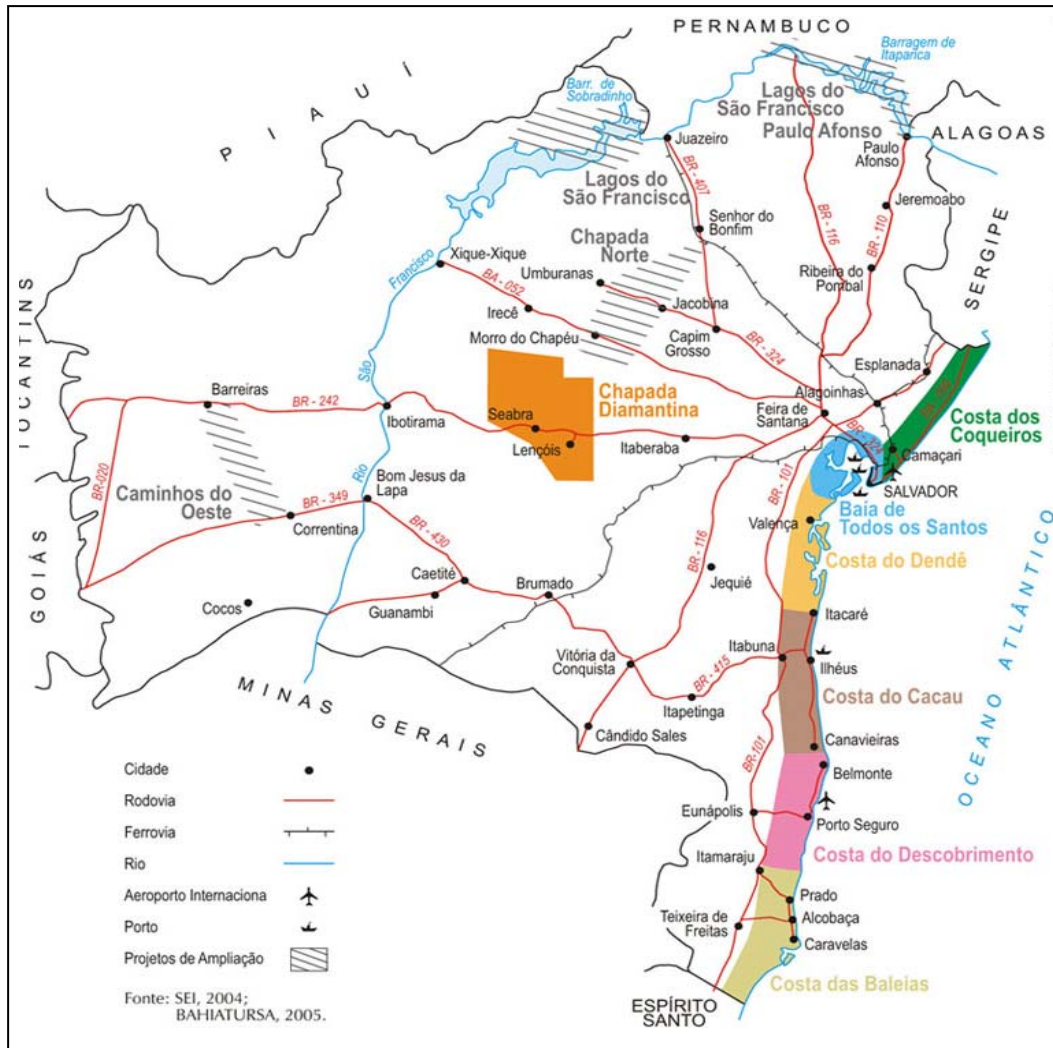 PERNAMBUCO
Barragem de
Itaparica
PIAUÍ
Barr. de
Sobradinho
Lagos do
São Francisco
Paulo Afonso
ALAGOAS
Juazeiro
Paulo
Afonso
Lagos do
São Francisco
BR - 407
BR - 116
BR - 110
Jeremoabo
SERGIPE
Senhor do
Bonfim
Chapada
Norte
Xique-Xique
Francisco
Umburanas
Ribeira do
Pombal
BA - 052
Jacobina
Irecê
Morro do Chapéu
Capim
Grosso
BR - 324
Esplanada
TOCANTINS
São
Barreiras
BR - 242
Ibotirama
Chapada
Diamantina
Alagoinhas
Feira de
Santana
Seabra
Lençóis
Itaberaba
BR - 324
Costa dos
Coqueiros
Camaçari
BR-020
Rio
Bom Jesus da
Lapa
BR - 101
SALVADOR
Caminhos do
Oeste
BR - 349
Correntina
Baía de
Todos os Santos
Valença
BR - 430
BR - 116
Costa do Dendê
GOIÁS
Caetité
Brumado
Jequié
Cocos
Guanambi
Itacaré
OCEANO ATLÂNTICO
Itabuna
Ilhéus
Vitória da
Conquista
BR - 415
MINAS GERAIS
Itapetinga
Costa do Cacau
Cândido Sales
Canavieiras
BR-101
Belmonte
Cidade
Rodovia
Eunápolis
Porto Seguro
Ferrovia
Costa do Descobrimento
Rio
Itamaraju
Aeroporto Internaciona
Prado
Porto
Teixeira de
Freitas
Alcobaça
Caravelas
Projetos de Ampliação
Costa das Baleias
Fonte: SEI, 2004;
BAHIATURSA, 2005.
ESPÍRITO
SANTO